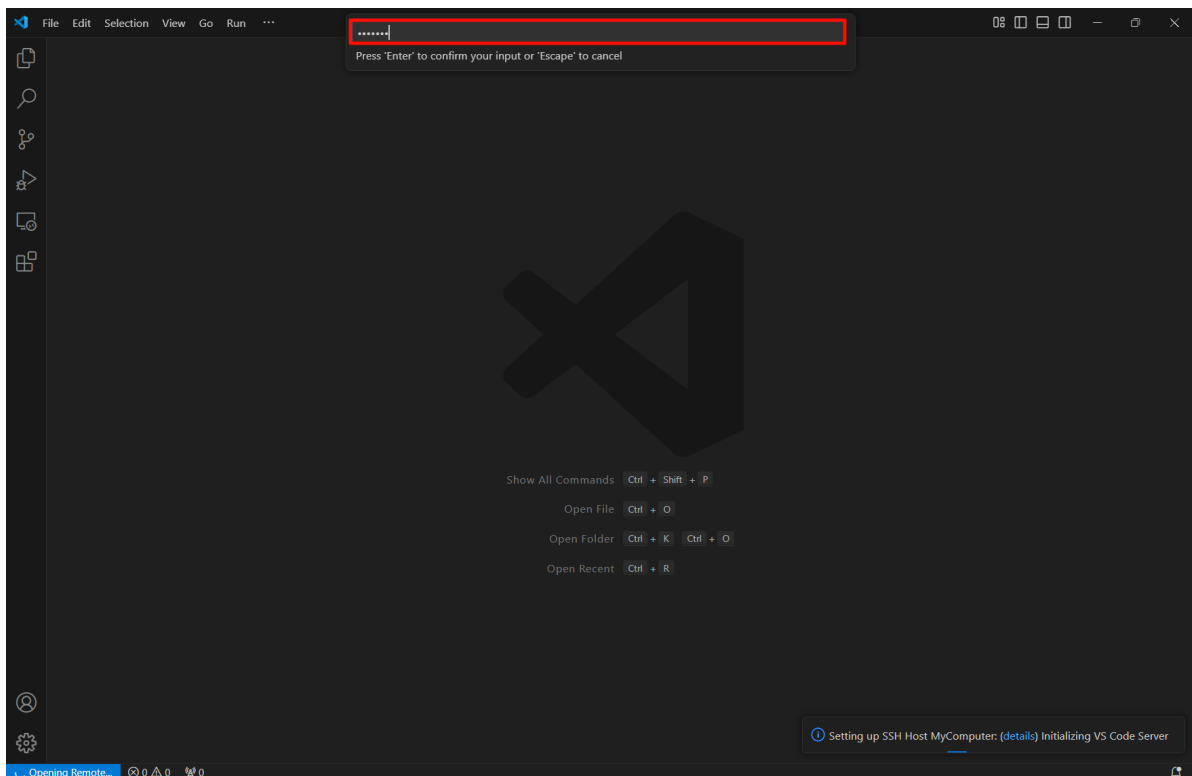 File Edit Selection View Go Run ···
•••••••
Press 'Enter' to confirm your input or 'Escape' to cancel
Show All Commands Ctrl + Shift + P
Open File Ctrl + O
Open Folder Ctrl + K Ctrl + O
Open Recent Ctrl + R
Setting up SSH Host MyComputer: (details) Initializing VS Code Server
Opening Remote... 0 0 0